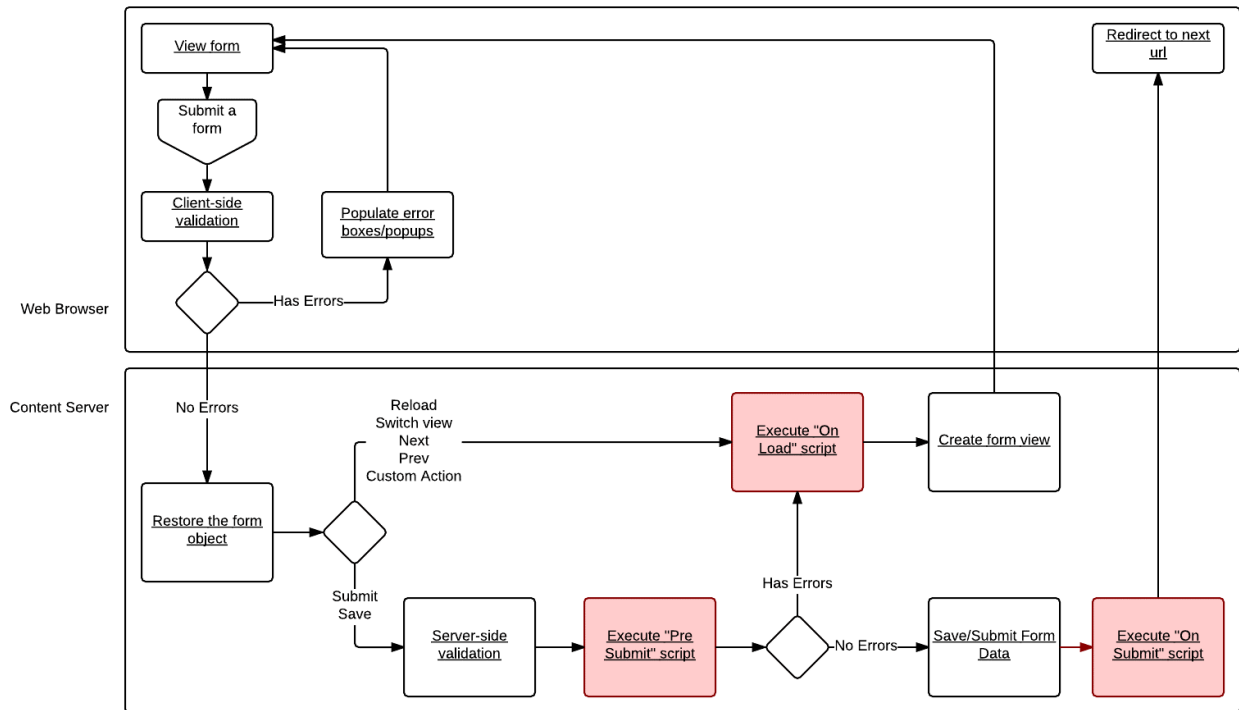 View form
Redirect to next
url
Submit a
form
Client-side
validation
Populate error
boxes/popups
Has Errors
Web Browser
Content Server
No Errors
Reload
Switch view
Next
Prev
Custom Action
Execute "On
Load" script
Create form view
Restore the form
object
Has Errors
Submit
Save
Server-side
validation
Execute "Pre
Submit" script
No Errors
Save/Submit Form
Data
Execute "On
Submit" script